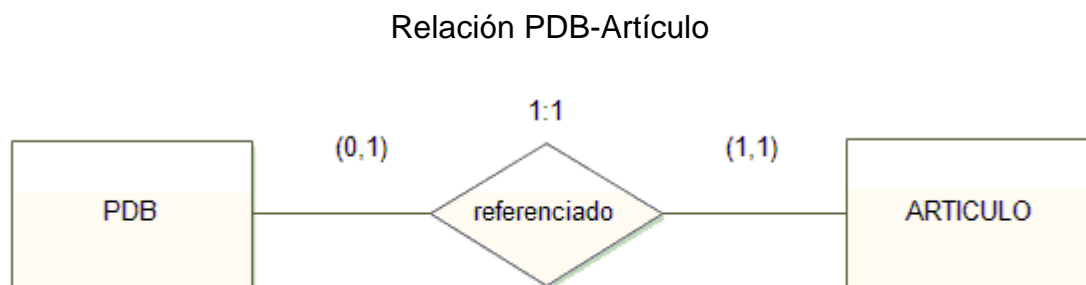 Relación PDB-Artículo
1:1
(0,1) (1,1)
PDB referenciado ARTICULO